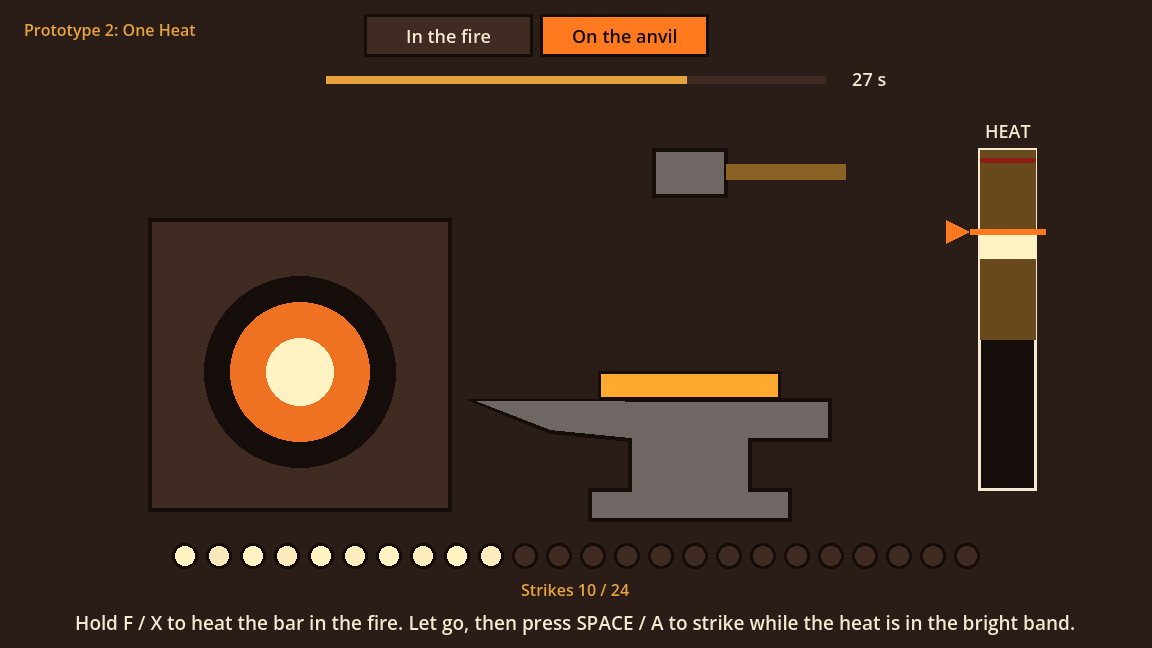 Prototype 2: One Heat
In the fire
On the anvil
27 s
HEAT
Strikes 10 / 24
Hold F / X to heat the bar in the fire. Let go, then press SPACE / A to strike while the heat is in the bright band.